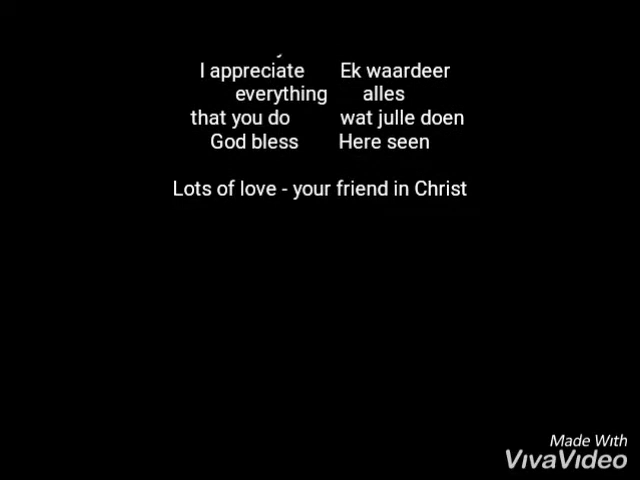 I appreciate Ek waardeer
everything alles
that you do wat julle doen
God bless Here seen
Lots of love - your friend in Christ
Made With
VivaVideo